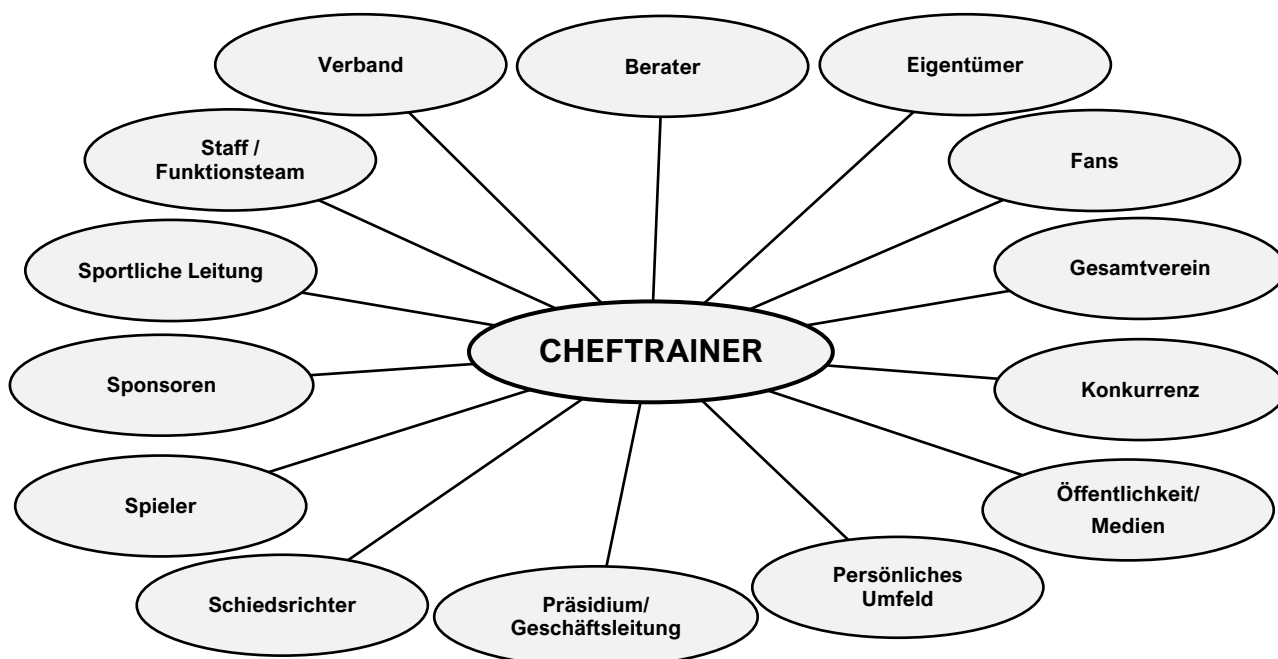 Verband
Berater
Eigentümer
Staff /
Funktionsteam
Fans
Sportliche Leitung
Gesamtverein
CHEFTRAINER
Sponsoren
Konkurrenz
Spieler
Öffentlichkeit/
Medien
Schiedsrichter
Präsidium/
Geschäftsleitung
Persönliches
Umfeld